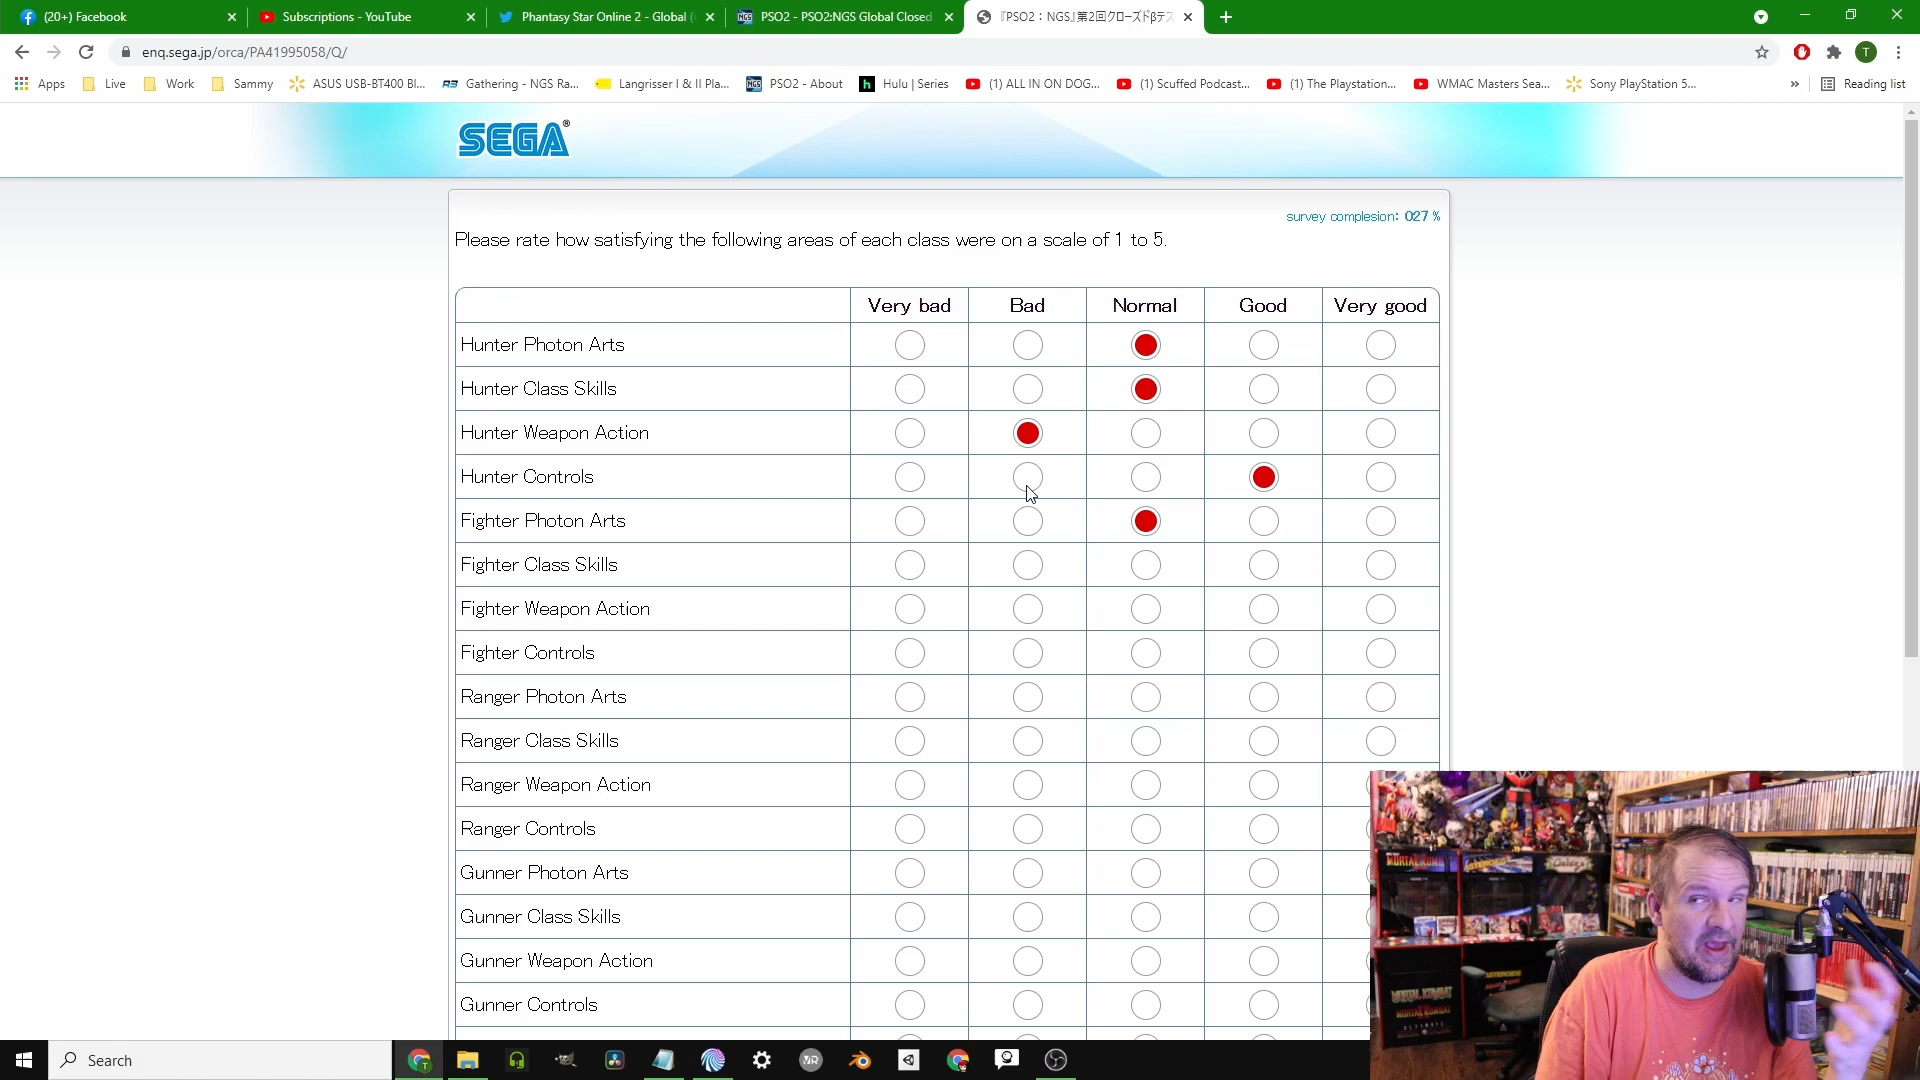 (20+) Facebook
Subscriptions - YouTube
Phantasy Star Online 2 - Global (
PSO2 - PSO2:NGS Global Closed
『PSO2：NGS』第2回クローズドβテス
enq.sega.jp/orca/PA41995058/Q/
T
Apps
Live
Work
Sammy
ASUS USB-BT400 Bl...
Gathering - NGS Ra...
Langrisser I & II Pla...
PSO2 - About
Hulu | Series
(1) ALL IN ON DOG...
(1) Scuffed Podcast...
(1) The Playstation...
WMAC Masters Sea...
Sony PlayStation 5...
»
Reading list
SEGA®
survey complesion: 027 %
Please rate how satisfying the following areas of each class were on a scale of 1 to 5.
Very bad Bad Normal Good Very good
Hunter Photon Arts
Hunter Class Skills
Hunter Weapon Action
Hunter Controls
Fighter Photon Arts
Fighter Class Skills
Fighter Weapon Action
Fighter Controls
Ranger Photon Arts
Ranger Class Skills
Ranger Weapon Action
Ranger Controls
Gunner Photon Arts
Gunner Class Skills
Gunner Weapon Action
Gunner Controls
MORTAL KOMBAT
ASTEROIDS
MORTAL KOMBAT
Search